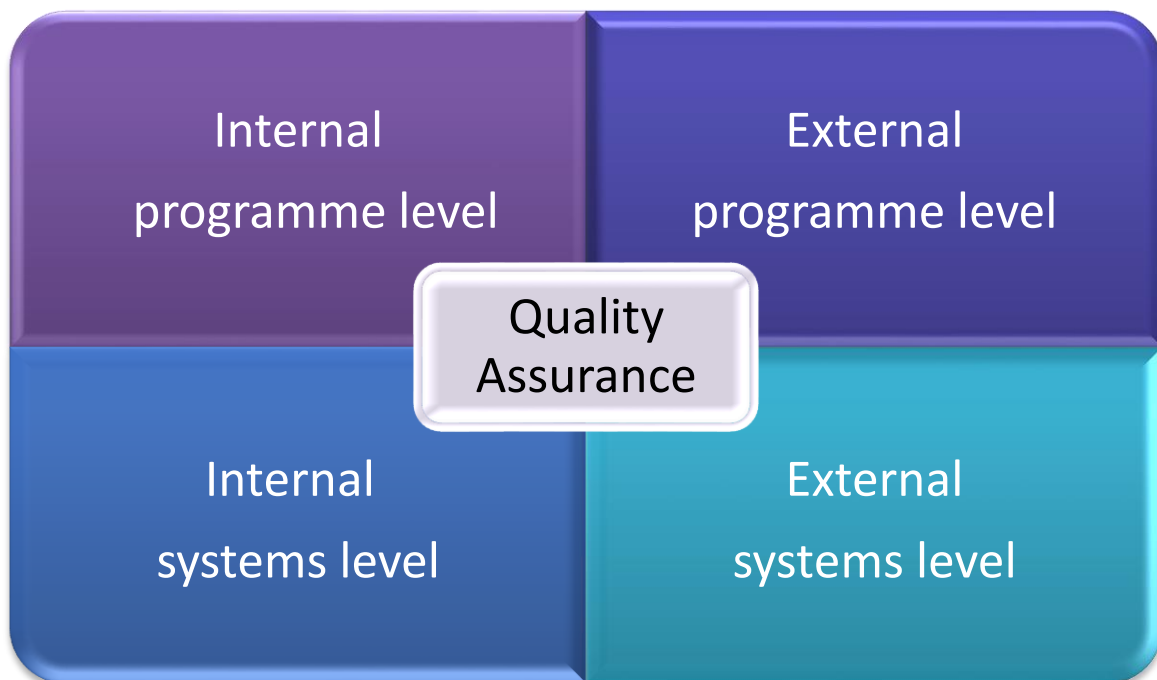 Internal
programme level
External
programme level
Quality
Assurance
Internal
systems level
External
systems level